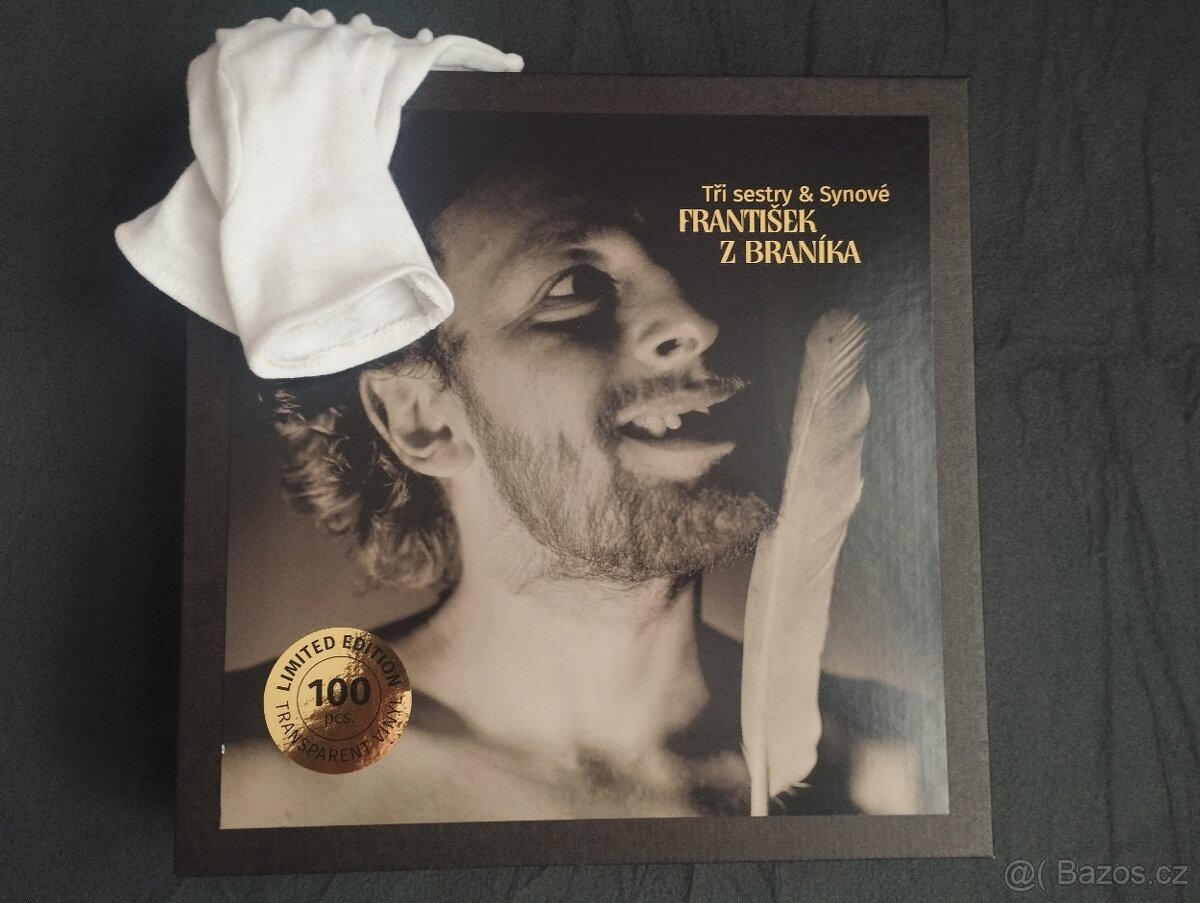 Tři sestry & Synové
FRANTIŠEK
Z BRANÍKA
LIMITED EDITION
100
pcs.
TRANSPARENT VINYL
@( Bazos.cz